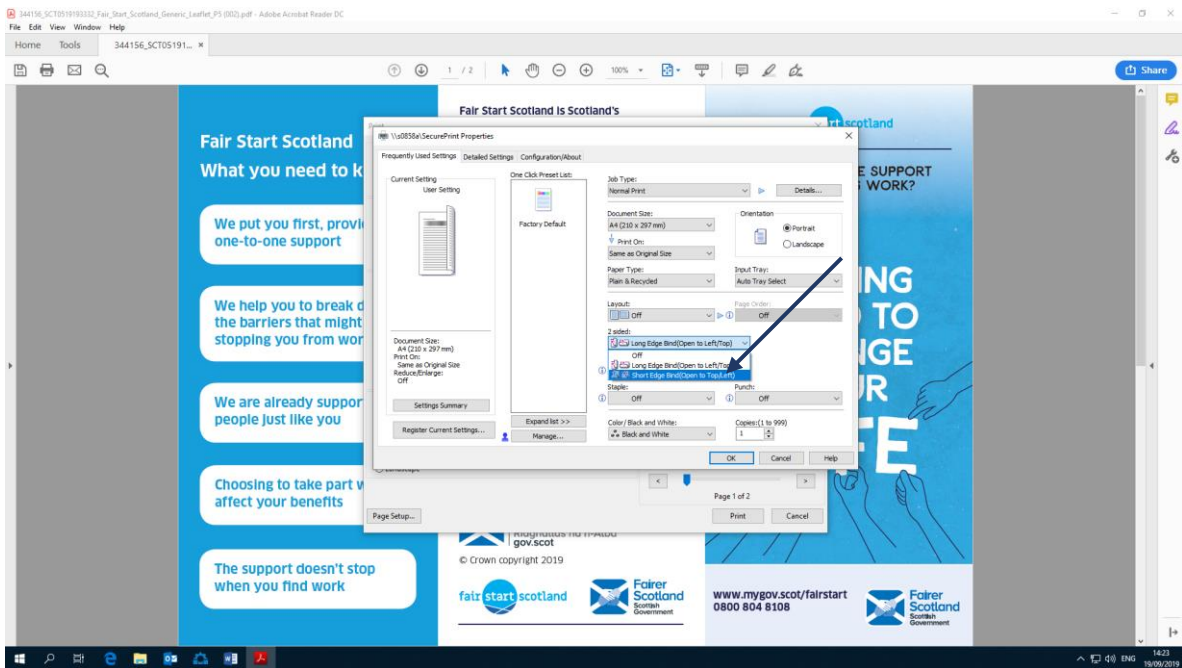 344156_SCT0519193332_Fair_Start_Scotland_Generic_Leaflet_P5 (002).pdf - Adobe Acrobat Reader DC
File Edit View Window Help
Home Tools 344156_SCT05191... ×
1 / 2 100% Share
Fair Start Scotland
What you need to k
We put you first, provi
one-to-one support
We help you to break d
the barriers that might
stopping you from wor
We are already suppor
people just like you
Choosing to take part w
affect your benefits
The support doesn't stop
when you find work
Fair Start Scotland is Scotland's
\\s0858a\SecurePrint Properties
Frequently Used Settings Detailed Settings Configuration/About
Current Setting
User Setting
Document Size:
A4 (210 x 297 mm)
Print On:
Same as Original Size
Reduce/Enlarge:
Off
Settings Summary
Register Current Settings...
One Click Preset List:
Factory Default
Expand list >>
Manage...
Job Type:
Normal Print Details...
Document Size:
A4 (210 x 297 mm)
Print On:
Same as Original Size
Orientation
Portrait
Landscape
Paper Type:
Plain & Recycled
Input Tray:
Auto Tray Select
Layout:
Off
Page Order:
Off
2 sided:
Long Edge Bind(Open to Left/Top)
Off
Long Edge Bind(Open to Left/Top)
Short Edge Bind(Open to Top/Left)
Staple:
Off
Punch:
Off
Color/Black and White:
Black and White
Copies:(1 to 999)
1
OK Cancel Help
Page 1 of 2
Page Setup... Print Cancel
gov.scot
© Crown copyright 2019
fair start scotland
Fairer
Scotland
Scottish
Government
rt scotland
E SUPPORT
WORK?
NG
TO
GE
R
FE
www.mygov.scot/fairstart
0800 804 8108
Fairer
Scotland
Scottish
Government
ENG
14:23
19/09/2019